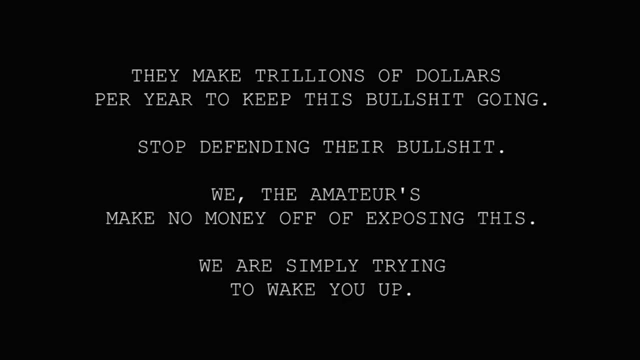 THEY MAKE TRILLIONS OF DOLLARS
PER YEAR TO KEEP THIS BULLSHIT GOING.
STOP DEFENDING THEIR BULLSHIT.
WE, THE AMATEUR'S
MAKE NO MONEY OFF OF EXPOSING THIS.
WE ARE SIMPLY TRYING
TO WAKE YOU UP.